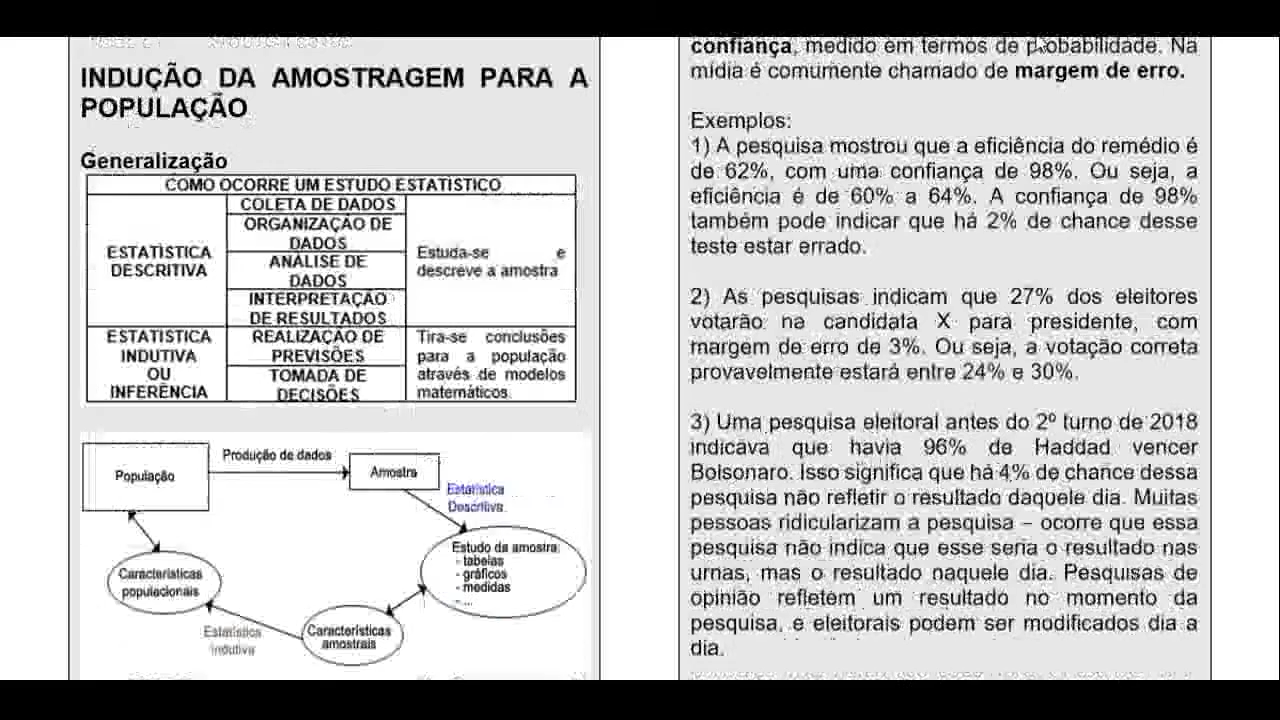 INDUÇÃO DA AMOSTRAGEM PARA A
POPULAÇÃO
Generalização
COMO OCORRE UM ESTUDO ESTATÍSTICO
ESTATÍSTICA
DESCRITIVA
COLETA DE DADOS
ORGANIZAÇÃO DE
DADOS
ANÁLISE DE
DADOS
INTERPRETAÇÃO
DE RESULTADOS
Estuda-se e
descreve a amostra
ESTATÍSTICA
INDUTIVA
OU
INFERÊNCIA
REALIZAÇÃO DE
PREVISÕES
TOMADA DE
DECISÕES
Tira-se conclusões
para a população
através de modelos
matemáticos
População
Produção de dados
Amostra
Estatística
Descritiva
Estudo da amostra:
- tabelas
- gráficos
- medidas
- ...
Características
populacionais
Estatística
Indutiva
Características
amostrais
confiança, medido em termos de probabilidade. Na
mídia é comumente chamado de margem de erro.
Exemplos:
1) A pesquisa mostrou que a eficiência do remédio é
de 62%, com uma confiança de 98%. Ou seja, a
eficiência é de 60% a 64%. A confiança de 98%
também pode indicar que há 2% de chance desse
teste estar errado.
2) As pesquisas indicam que 27% dos eleitores
votarão na candidata X para presidente, com
margem de erro de 3%. Ou seja, a votação correta
provavelmente estará entre 24% e 30%.
3) Uma pesquisa eleitoral antes do 2º turno de 2018
indicava que havia 96% de Haddad vencer
Bolsonaro. Isso significa que há 4% de chance dessa
pesquisa não refletir o resultado daquele dia. Muitas
pessoas ridicularizam a pesquisa – ocorre que essa
pesquisa não indica que esse seria o resultado nas
urnas, mas o resultado naquele dia. Pesquisas de
opinião refletem um resultado no momento da
pesquisa, e eleitorais podem ser modificados dia a
dia.